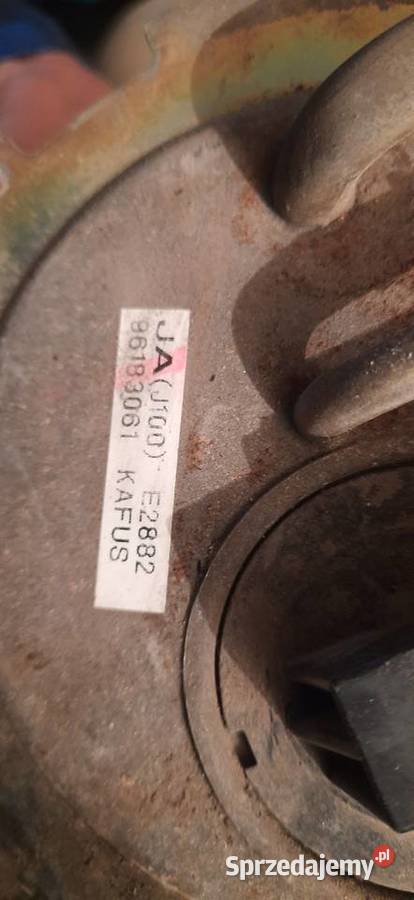 JA (J100) E2882
96183061 KAFUS
Sprzedajemy.pl